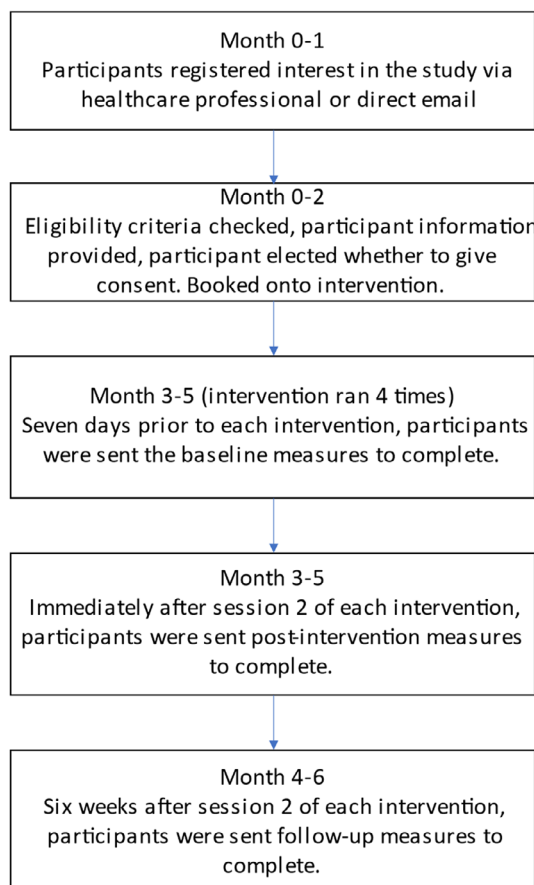 Month 0-1
Participants registered interest in the study via
healthcare professional or direct email
Month 0-2
Eligibility criteria checked, participant information
provided, participant elected whether to give
consent. Booked onto intervention.
Month 3-5 (intervention ran 4 times)
Seven days prior to each intervention, participants
were sent the baseline measures to complete.
Month 3-5
Immediately after session 2 of each intervention,
participants were sent post-intervention measures
to complete.
Month 4-6
Six weeks after session 2 of each intervention,
participants were sent follow-up measures to
complete.